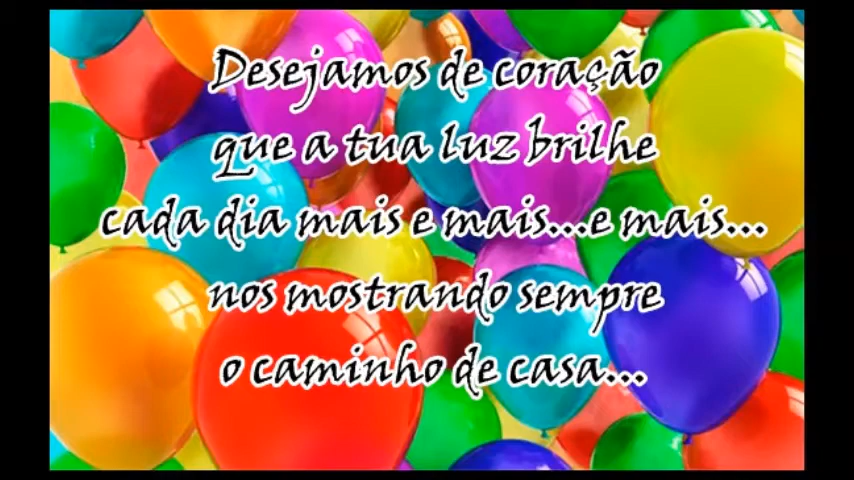 Desejamos de coração
que a tua luz brilhe
cada dia mais e mais...e mais...
nos mostrando sempre
o caminho de casa...